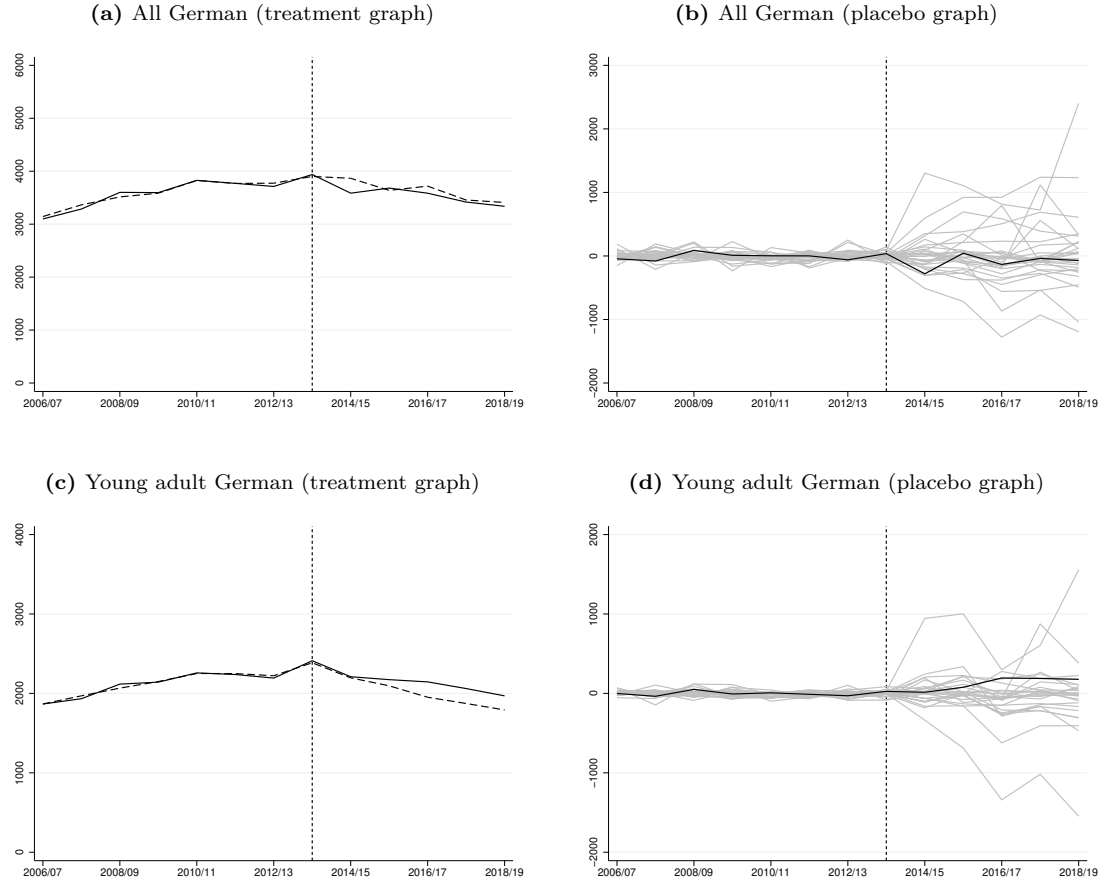 (a) All German (treatment graph)
6000
5000
4000
3000
2000
1000
0
2006/07 2008/09 2010/11 2012/13 2014/15 2016/17 2018/19
(b) All German (placebo graph)
3000
2000
1000
0
−1000
−2000
2006/07 2008/09 2010/11 2012/13 2014/15 2016/17 2018/19
(c) Young adult German (treatment graph)
4000
3000
2000
1000
0
2006/07 2008/09 2010/11 2012/13 2014/15 2016/17 2018/19
(d) Young adult German (placebo graph)
2000
1000
0
−1000
−2000
2006/07 2008/09 2010/11 2012/13 2014/15 2016/17 2018/19